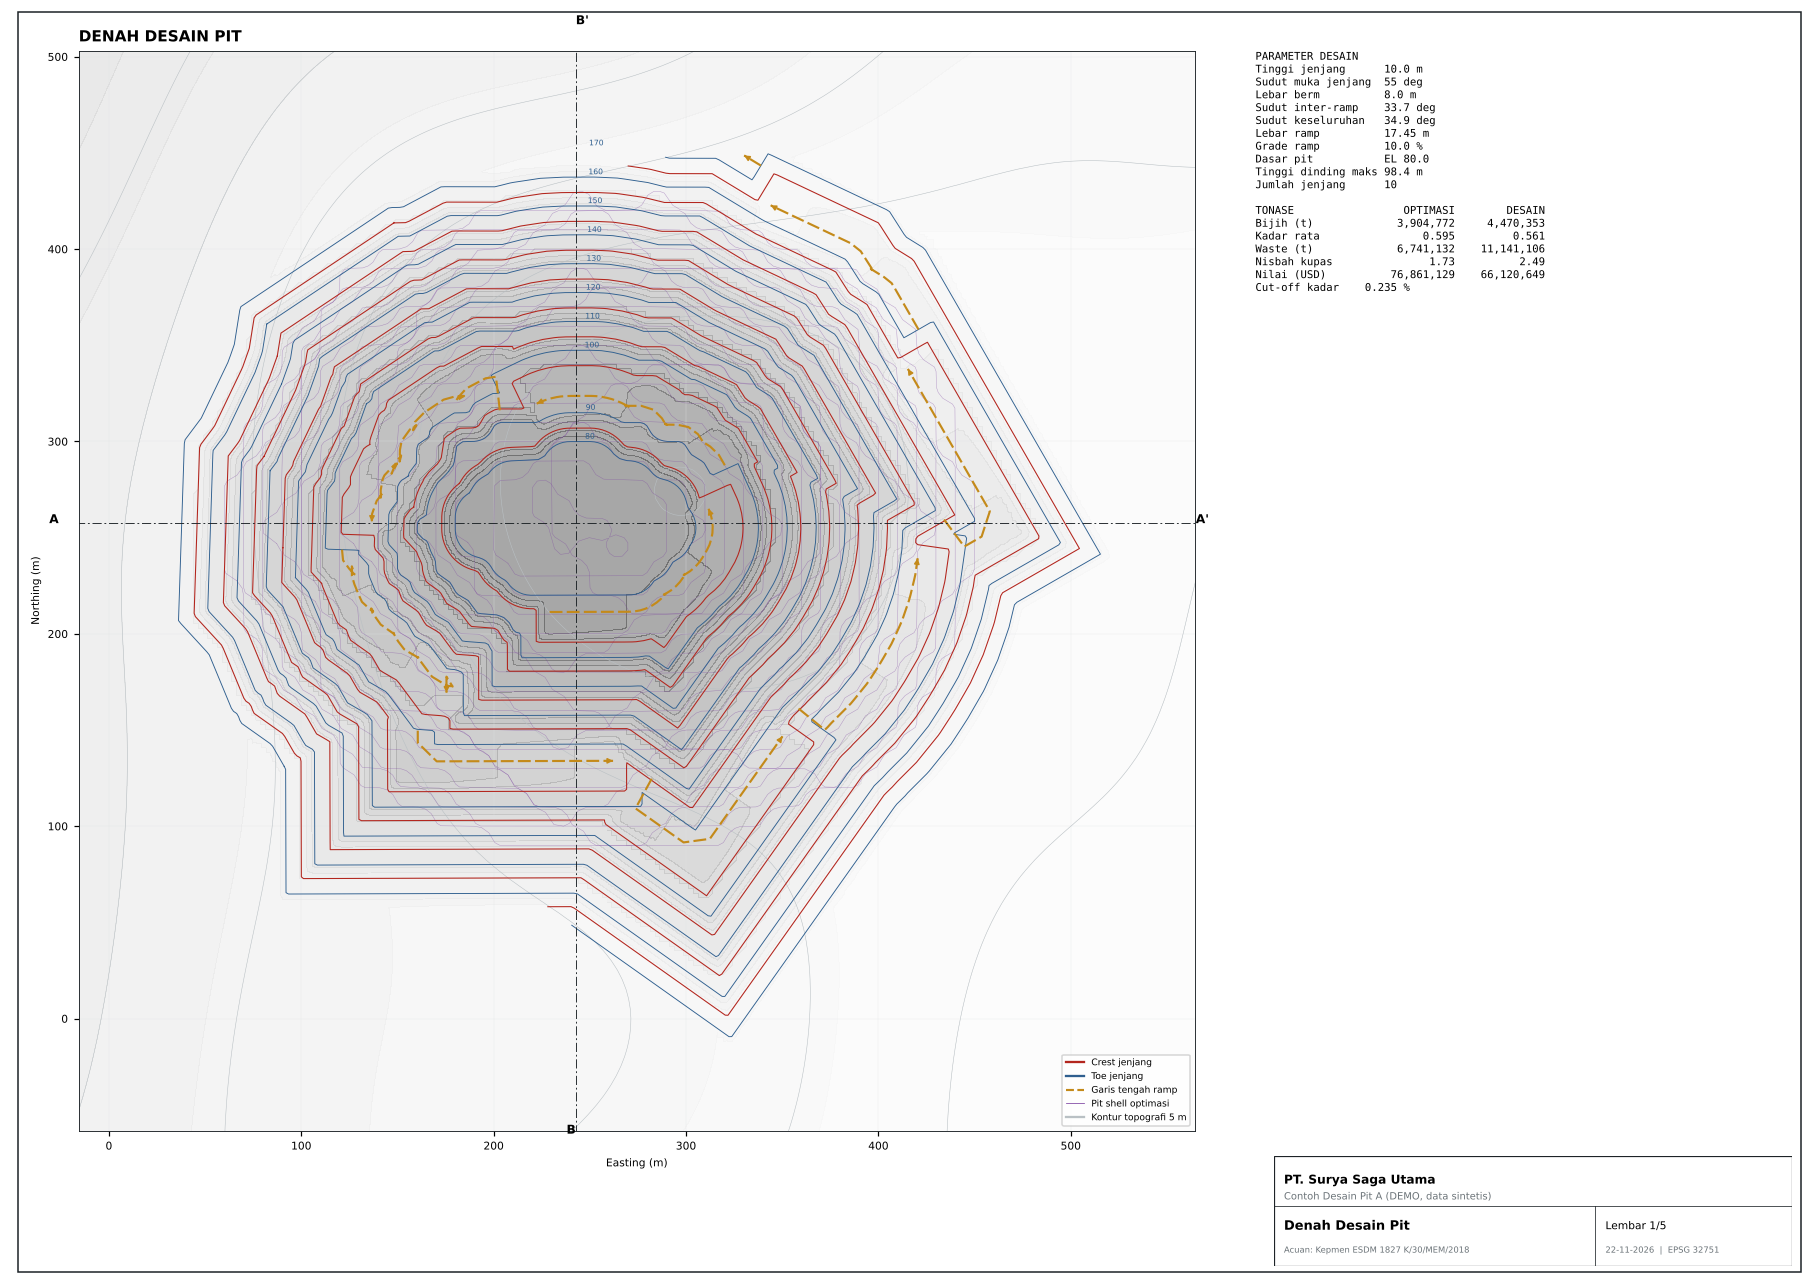 B'
DENAH DESAIN PIT
500
400
300
200
100
0
Northing (m)
A
A'
170
160
150
140
130
120
110
100
90
80
B
0
100
200
300
400
500
Easting (m)
Crest jenjang
Toe jenjang
Garis tengah ramp
Pit shell optimasi
Kontur topografi 5 m
PARAMETER DESAIN
Tinggi jenjang 10.0 m
Sudut muka jenjang 55 deg
Lebar berm 8.0 m
Sudut inter-ramp 33.7 deg
Sudut keseluruhan 34.9 deg
Lebar ramp 17.45 m
Grade ramp 10.0 %
Dasar pit EL 80.0
Tinggi dinding maks 98.4 m
Jumlah jenjang 10
TONASE OPTIMASI DESAIN
Bijih (t) 3,904,772 4,470,353
Kadar rata 0.595 0.561
Waste (t) 6,741,132 11,141,106
Nisbah kupas 1.73 2.49
Nilai (USD) 76,861,129 66,120,649
Cut-off kadar 0.235 %
PT. Surya Saga Utama
Contoh Desain Pit A (DEMO, data sintetis)
Denah Desain Pit
Lembar 1/5
Acuan: Kepmen ESDM 1827 K/30/MEM/2018
22-11-2026 | EPSG 32751